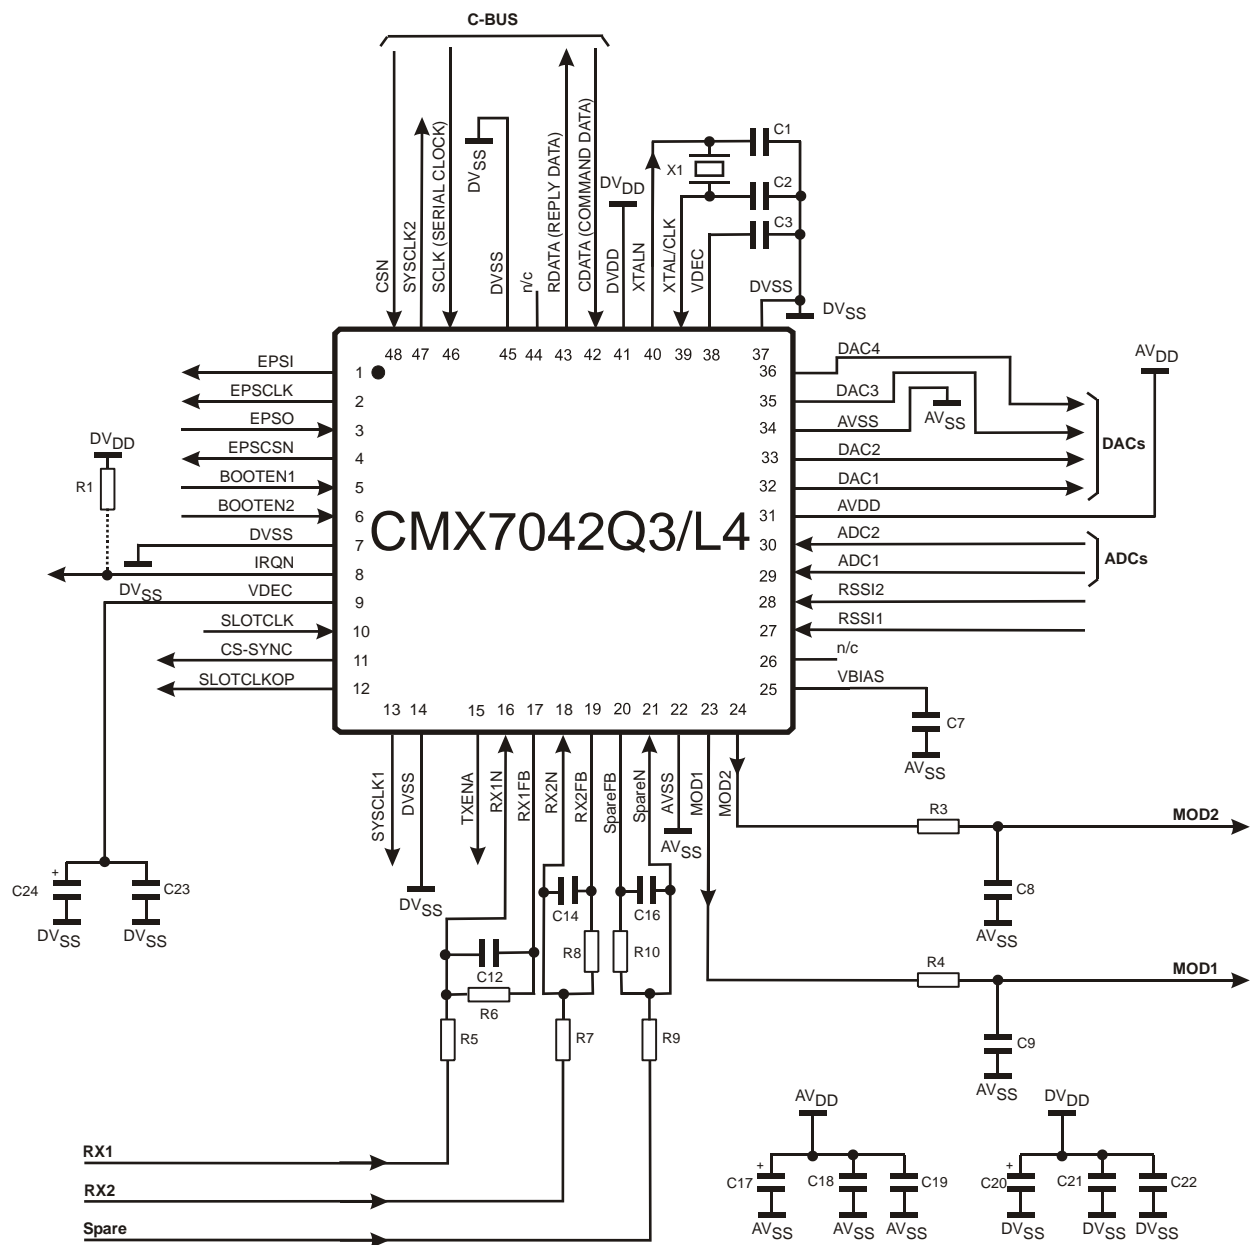 C-BUS
CSN
SYSCLK2
SCLK (SERIAL CLOCK)
DVSS
DVSS
n/c
RDATA (REPLY DATA)
CDATA (COMMAND DATA)
DVDD
DVDD
XTALN
XTAL/CLK
VDEC
DVSS
DVSS
X1
C1
C2
C3
48 47 46 45 44 43 42 41 40 39 38 37
EPSI 1
EPSCLK 2
EPSO 3
EPSCSN 4
BOOTEN1 5
BOOTEN2 6
DVSS 7
IRQN 8
VDEC 9
SLOTCLK 10
CS-SYNC 11
SLOTCLKOP 12
DVDD
R1
DVSS
CMX7042Q3/L4
36 DAC4
35 DAC3
34 AVSS
33 DAC2
32 DAC1
31 AVDD
30 ADC2
29 ADC1
28 RSSI2
27 RSSI1
26 n/c
25 VBIAS
AVSS
AVDD
DACs
ADCs
C7
AVSS
13 14 15 16 17 18 19 20 21 22 23 24
SYSCLK1
DVSS
TXENA
RX1N
RX1FB
RX2N
RX2FB
SpareFB
SpareN
AVSS
MOD1
MOD2
AVSS
DVSS
+
C24
C23
DVSS
DVSS
C14
C16
R8
R10
C12
R6
R5
R7
R9
R3
MOD2
C8
AVSS
R4
MOD1
C9
AVSS
RX1
RX2
Spare
AVDD
+
C17
C18
C19
AVSS
AVSS
AVSS
DVDD
+
C20
C21
C22
DVSS
DVSS
DVSS